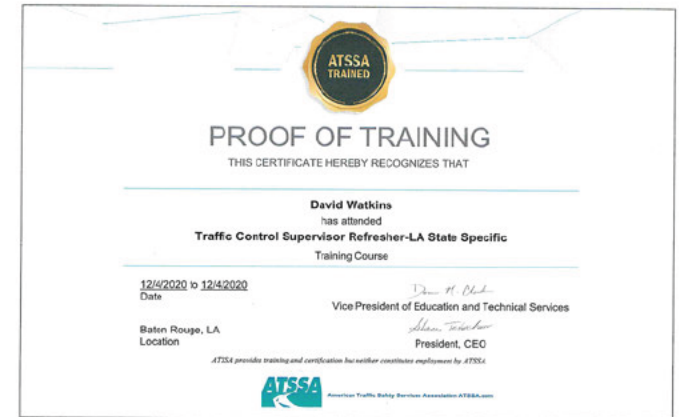 ATSSA
TRAINED
PROOF OF TRAINING
THIS CERTIFICATE HEREBY RECOGNIZES THAT
David Watkins
has attended
Traffic Control Supervisor Refresher-LA State Specific
Training Course
12/4/2020 to 12/4/2020
Date
Vice President of Education and Technical Services
Baton Rouge, LA
Location
President, CEO
ATSSA provides training and certification but neither constitutes employment by ATSSA.
ATSSA
American Traffic Safety Services Association ATSSA.com